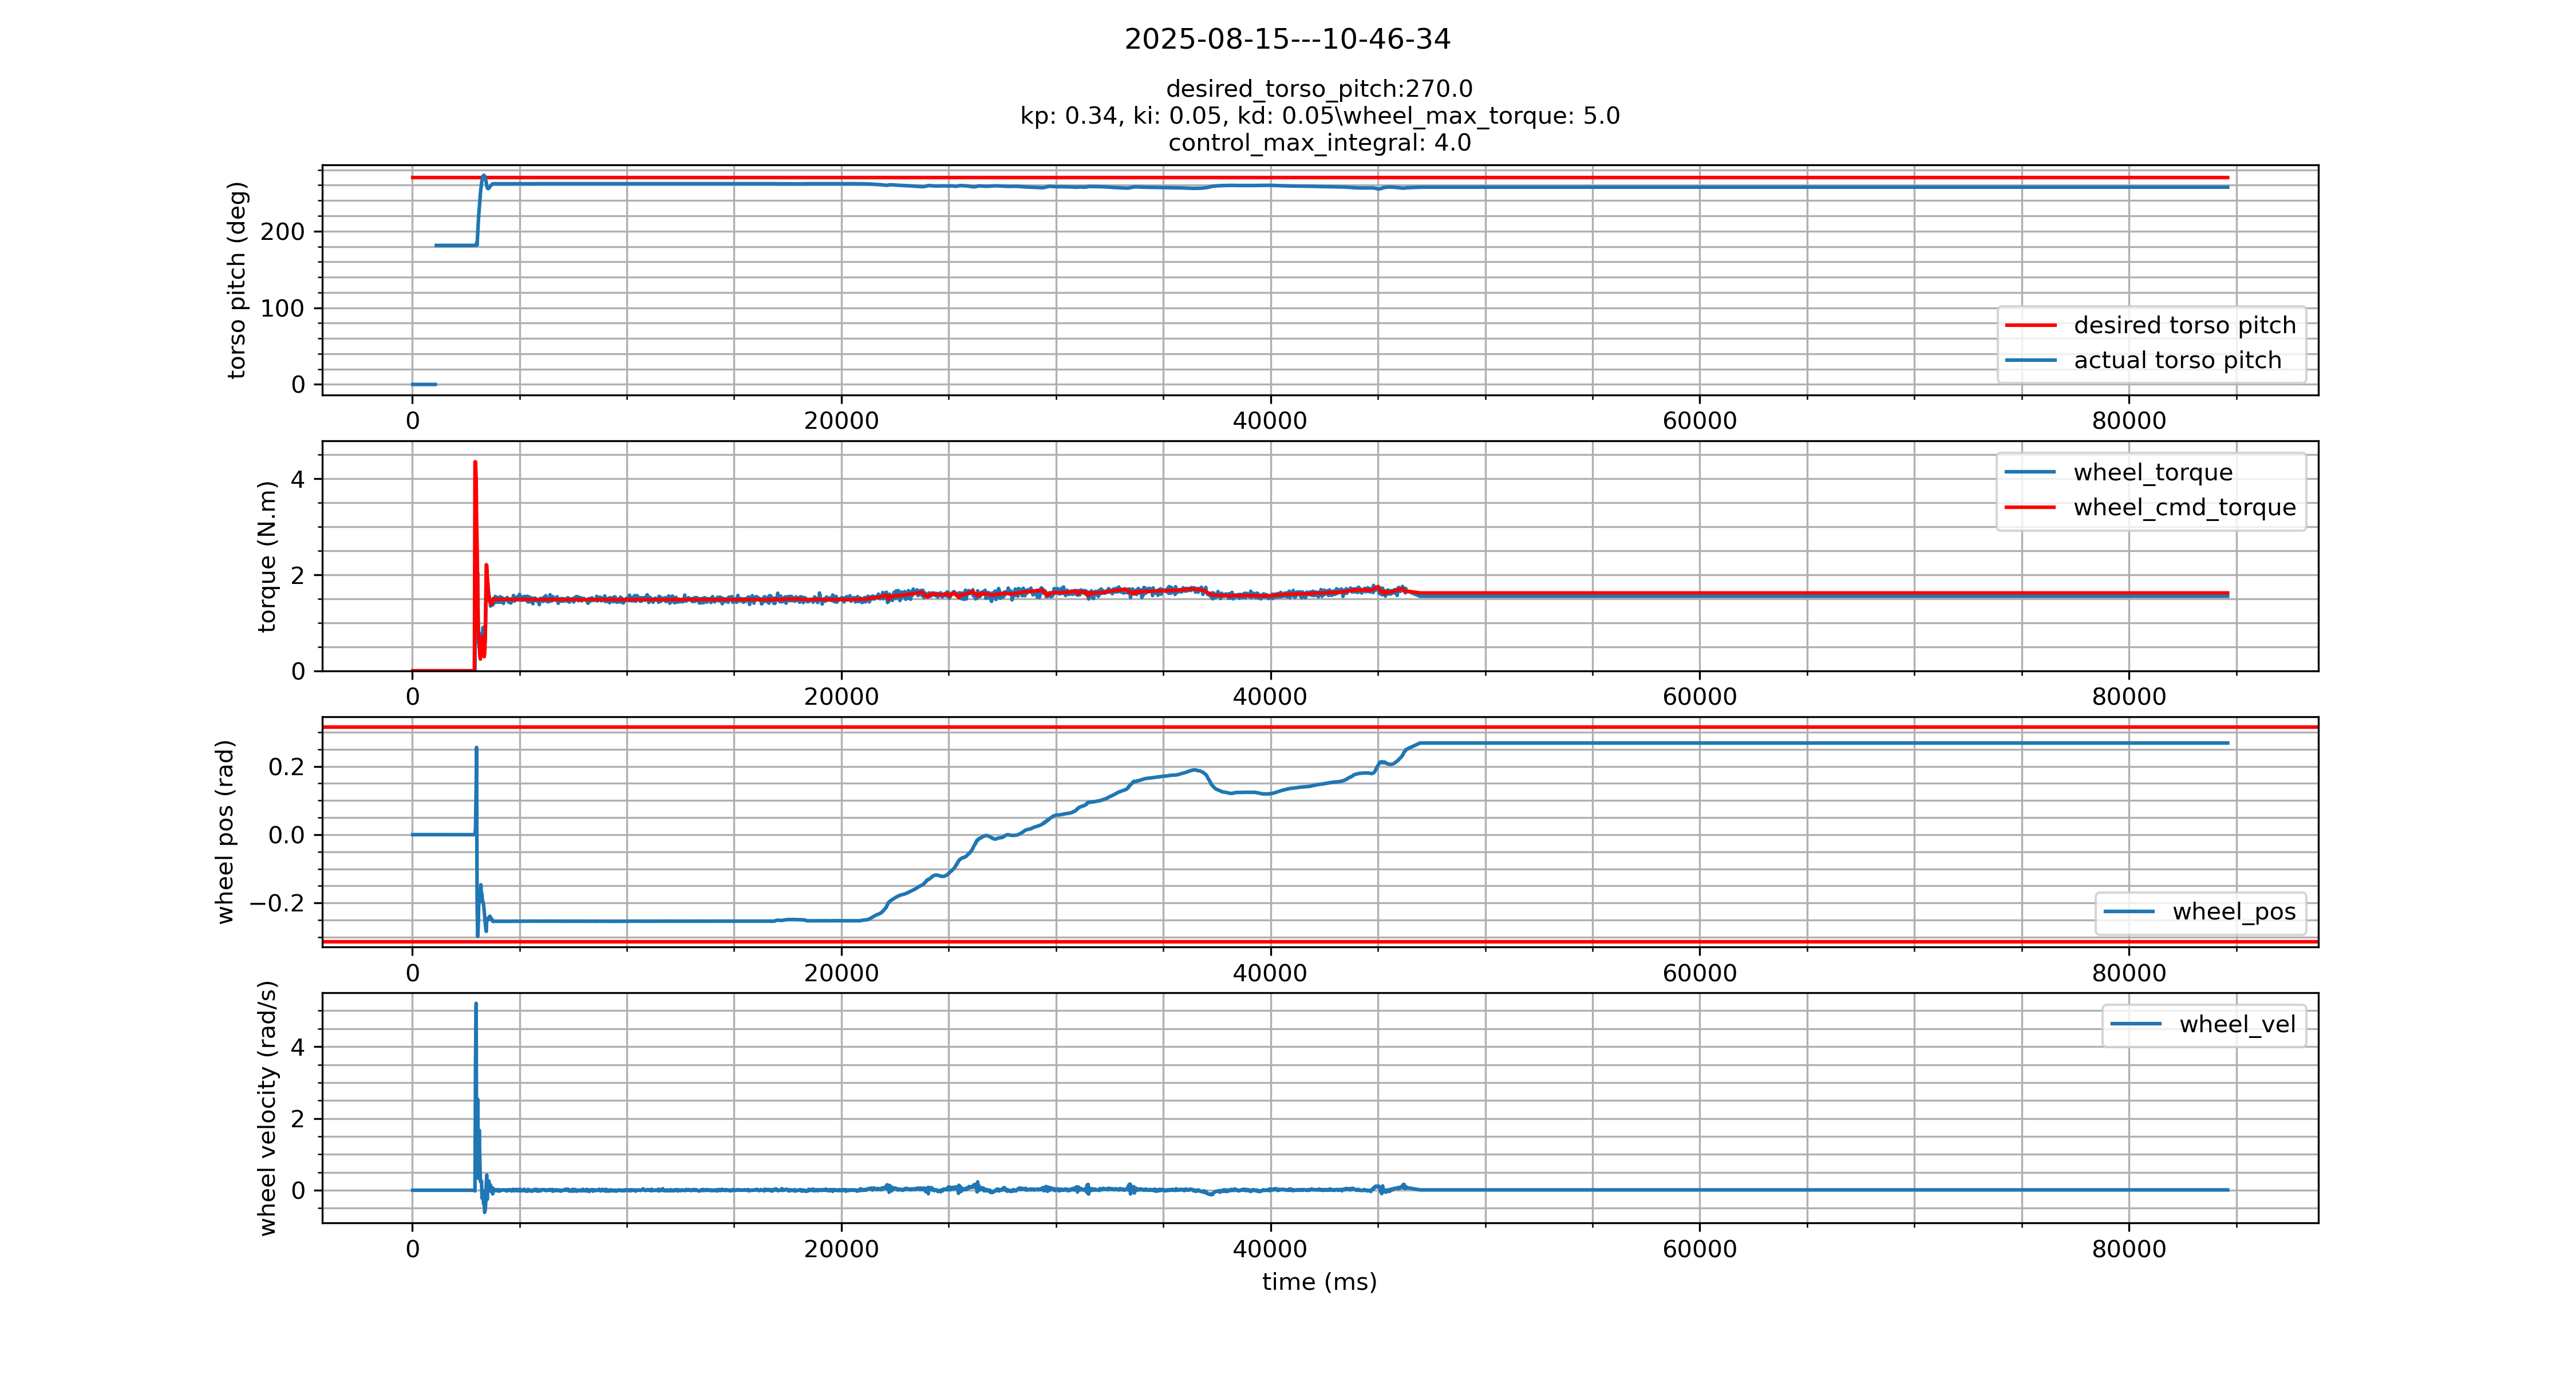 2025-08-15---10-46-34
desired_torso_pitch:270.0
kp: 0.34, ki: 0.05, kd: 0.05\wheel_max_torque: 5.0
control_max_integral: 4.0
torso pitch (deg)
200
100
0
desired torso pitch
actual torso pitch
0 20000 40000 60000 80000
torque (N.m)
4
2
0
wheel_torque
wheel_cmd_torque
0 20000 40000 60000 80000
wheel pos (rad)
0.2
0.0
−0.2
wheel_pos
0 20000 40000 60000 80000
wheel velocity (rad/s)
4
2
0
wheel_vel
0 20000 40000 60000 80000
time (ms)